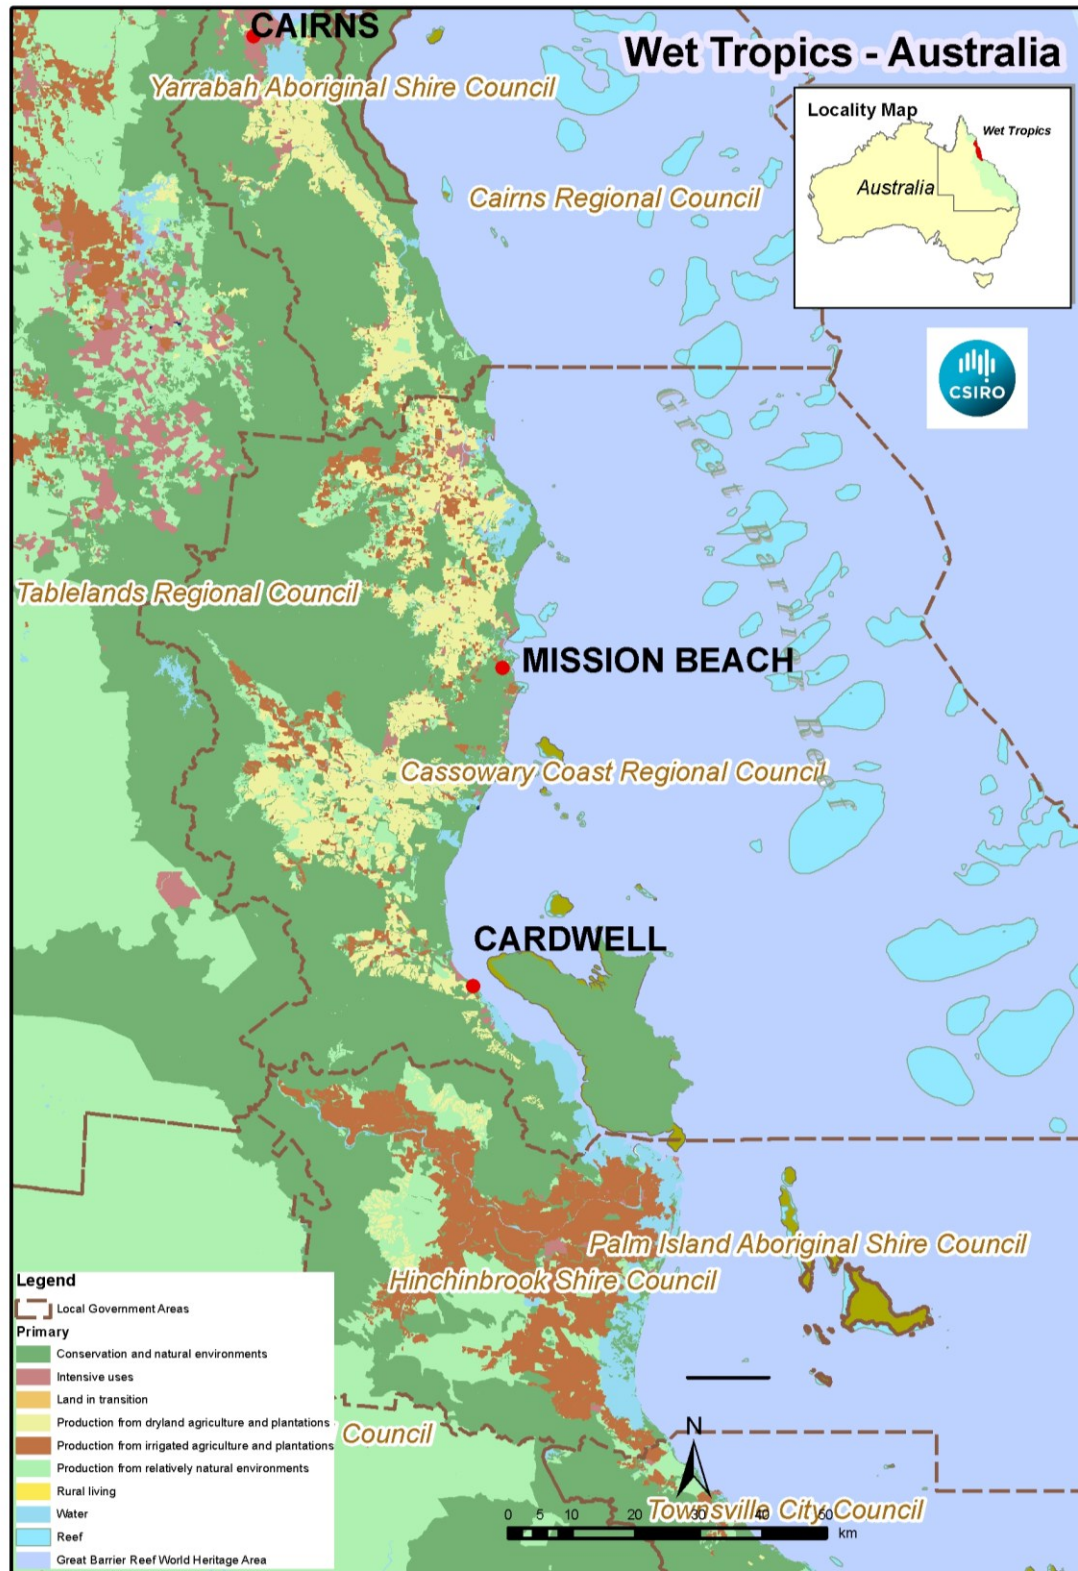 CAIRNS
Wet Tropics - Australia
Yarrabah Aboriginal Shire Council
Locality Map
Wet Tropics
Australia
Cairns Regional Council
CSIRO
Great Barrier Reef
Tablelands Regional Council
MISSION BEACH
Cassowary Coast Regional Council
CARDWELL
Palm Island Aboriginal Shire Council
Hinchinbrook Shire Council
Legend
Local Government Areas
Primary
Conservation and natural environments
Intensive uses
Land in transition
Production from dryland agriculture and plantations
Production from irrigated agriculture and plantations
Production from relatively natural environments
Rural living
Water
Reef
Great Barrier Reef World Heritage Area
Council
N
Townsville City Council
0 5 10 20 30 40 50
km